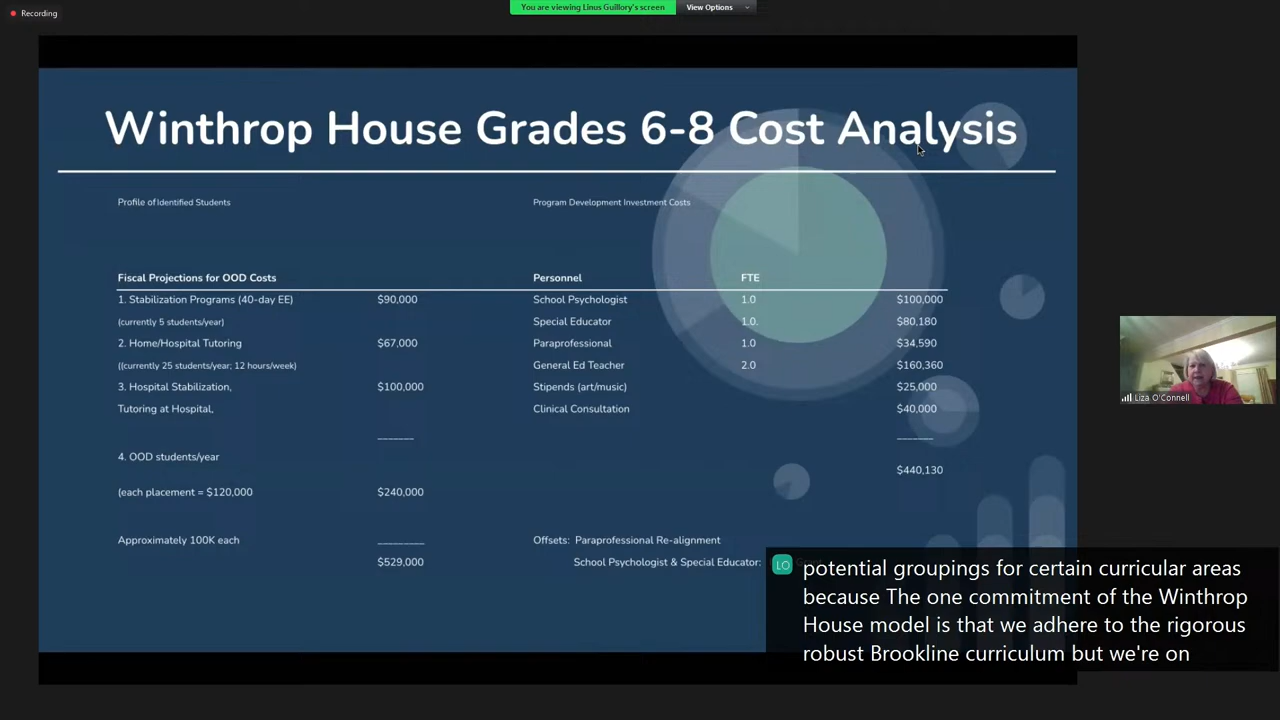 Recording
You are viewing Linus Guillory's screen
View Options
Winthrop House Grades 6-8 Cost Analysis
Profile of Identified Students
Program Development Investment Costs
Fiscal Projections for OOD Costs
Personnel FTE
1. Stabilization Programs (40-day EE) $90,000
School Psychologist 1.0 $100,000
(currently 5 students/year)
Special Educator 1.0. $80,180
2. Home/Hospital Tutoring $67,000
Paraprofessional 1.0 $34,590
((currently 25 students/year; 12 hours/week)
General Ed Teacher 2.0 $160,360
3. Hospital Stabilization, $100,000
Stipends (art/music) $25,000
Tutoring at Hospital,
Clinical Consultation $40,000
4. OOD students/year
$440,130
(each placement = $120,000 $240,000
Approximately 100K each
Offsets: Paraprofessional Re-alignment
$529,000
School Psychologist & Special Educator:
Liza O'Connell
LO
potential groupings for certain curricular areas
because The one commitment of the Winthrop
House model is that we adhere to the rigorous
robust Brookline curriculum but we're on